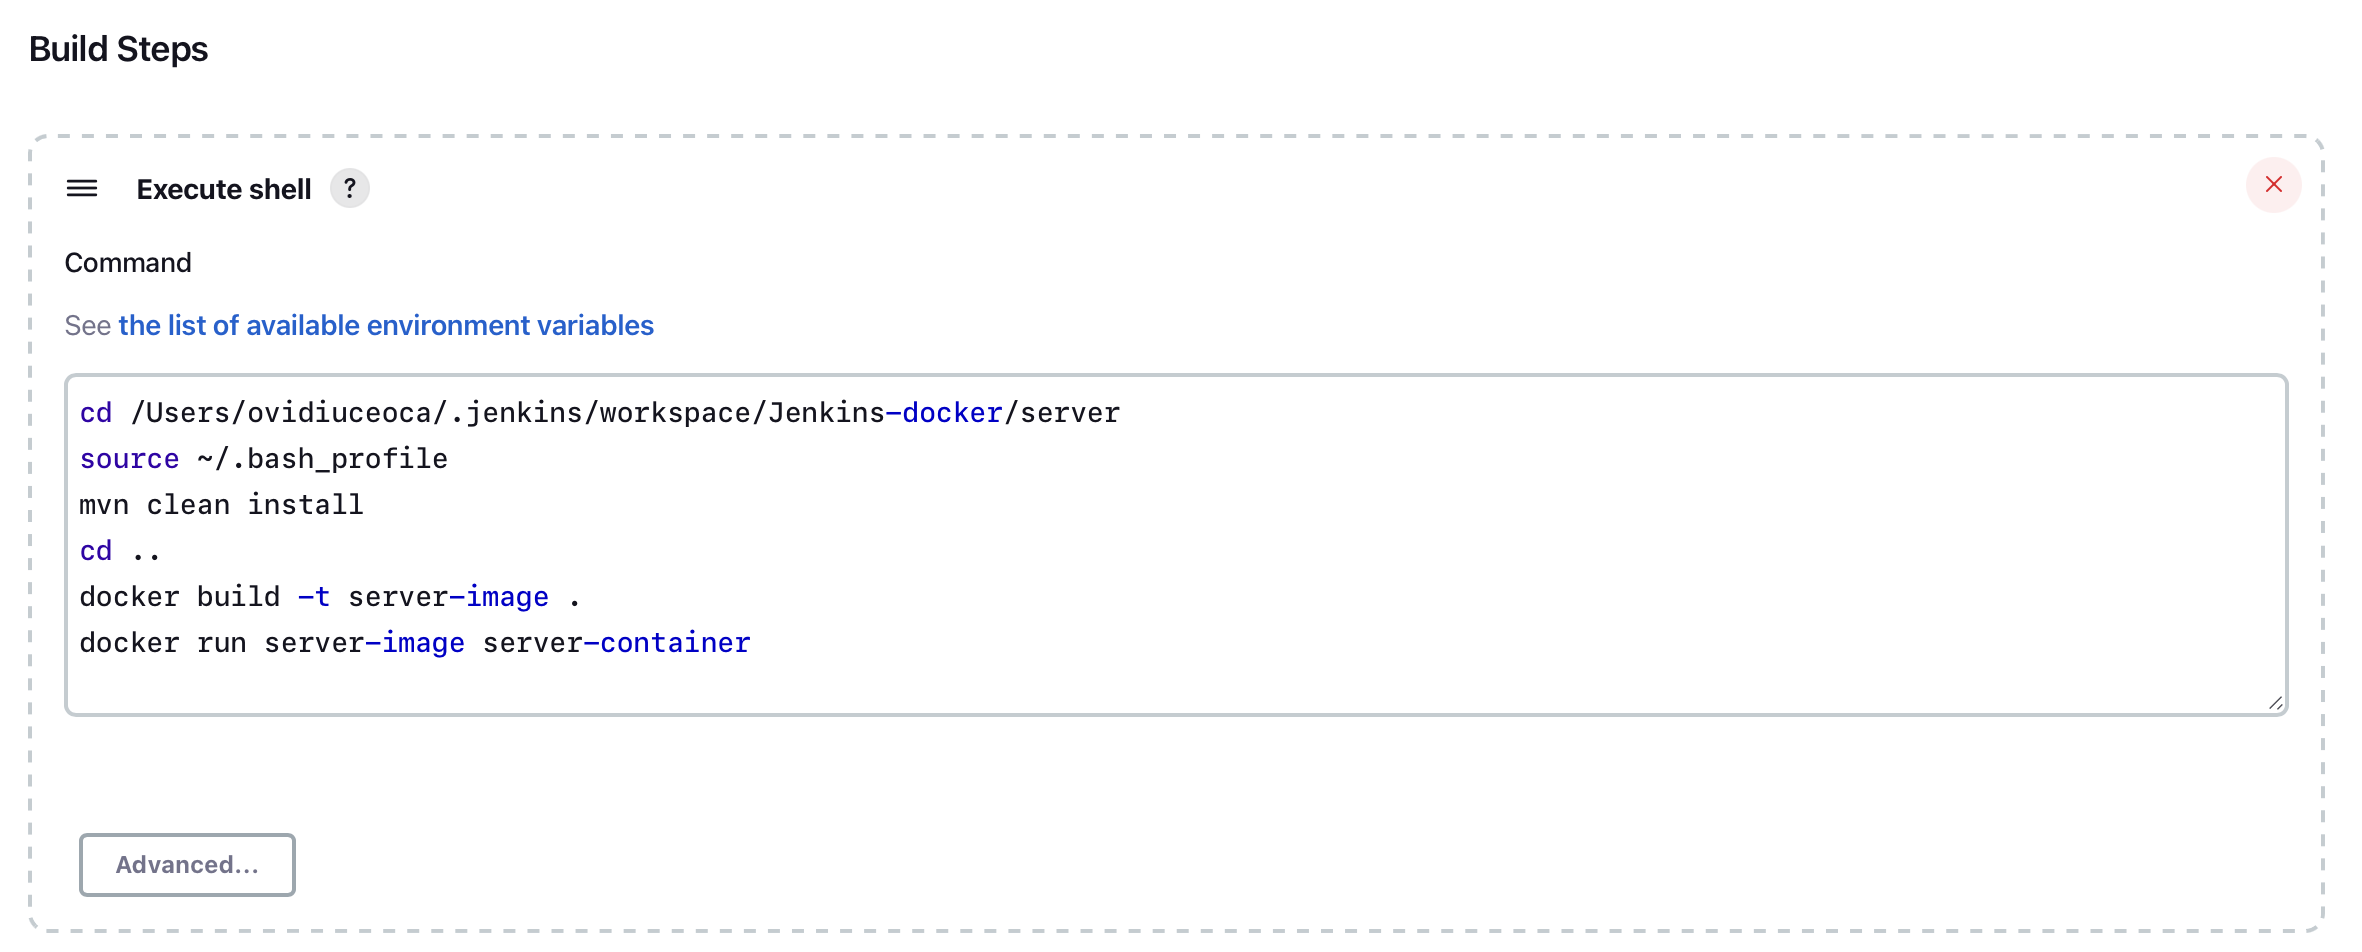 Build Steps
Execute shell ?
Command
See the list of available environment variables
cd /Users/ovidiuceoca/.jenkins/workspace/Jenkins-docker/server
source ~/.bash_profile
mvn clean install
cd ..
docker build -t server-image .
docker run server-image server-container
Advanced...